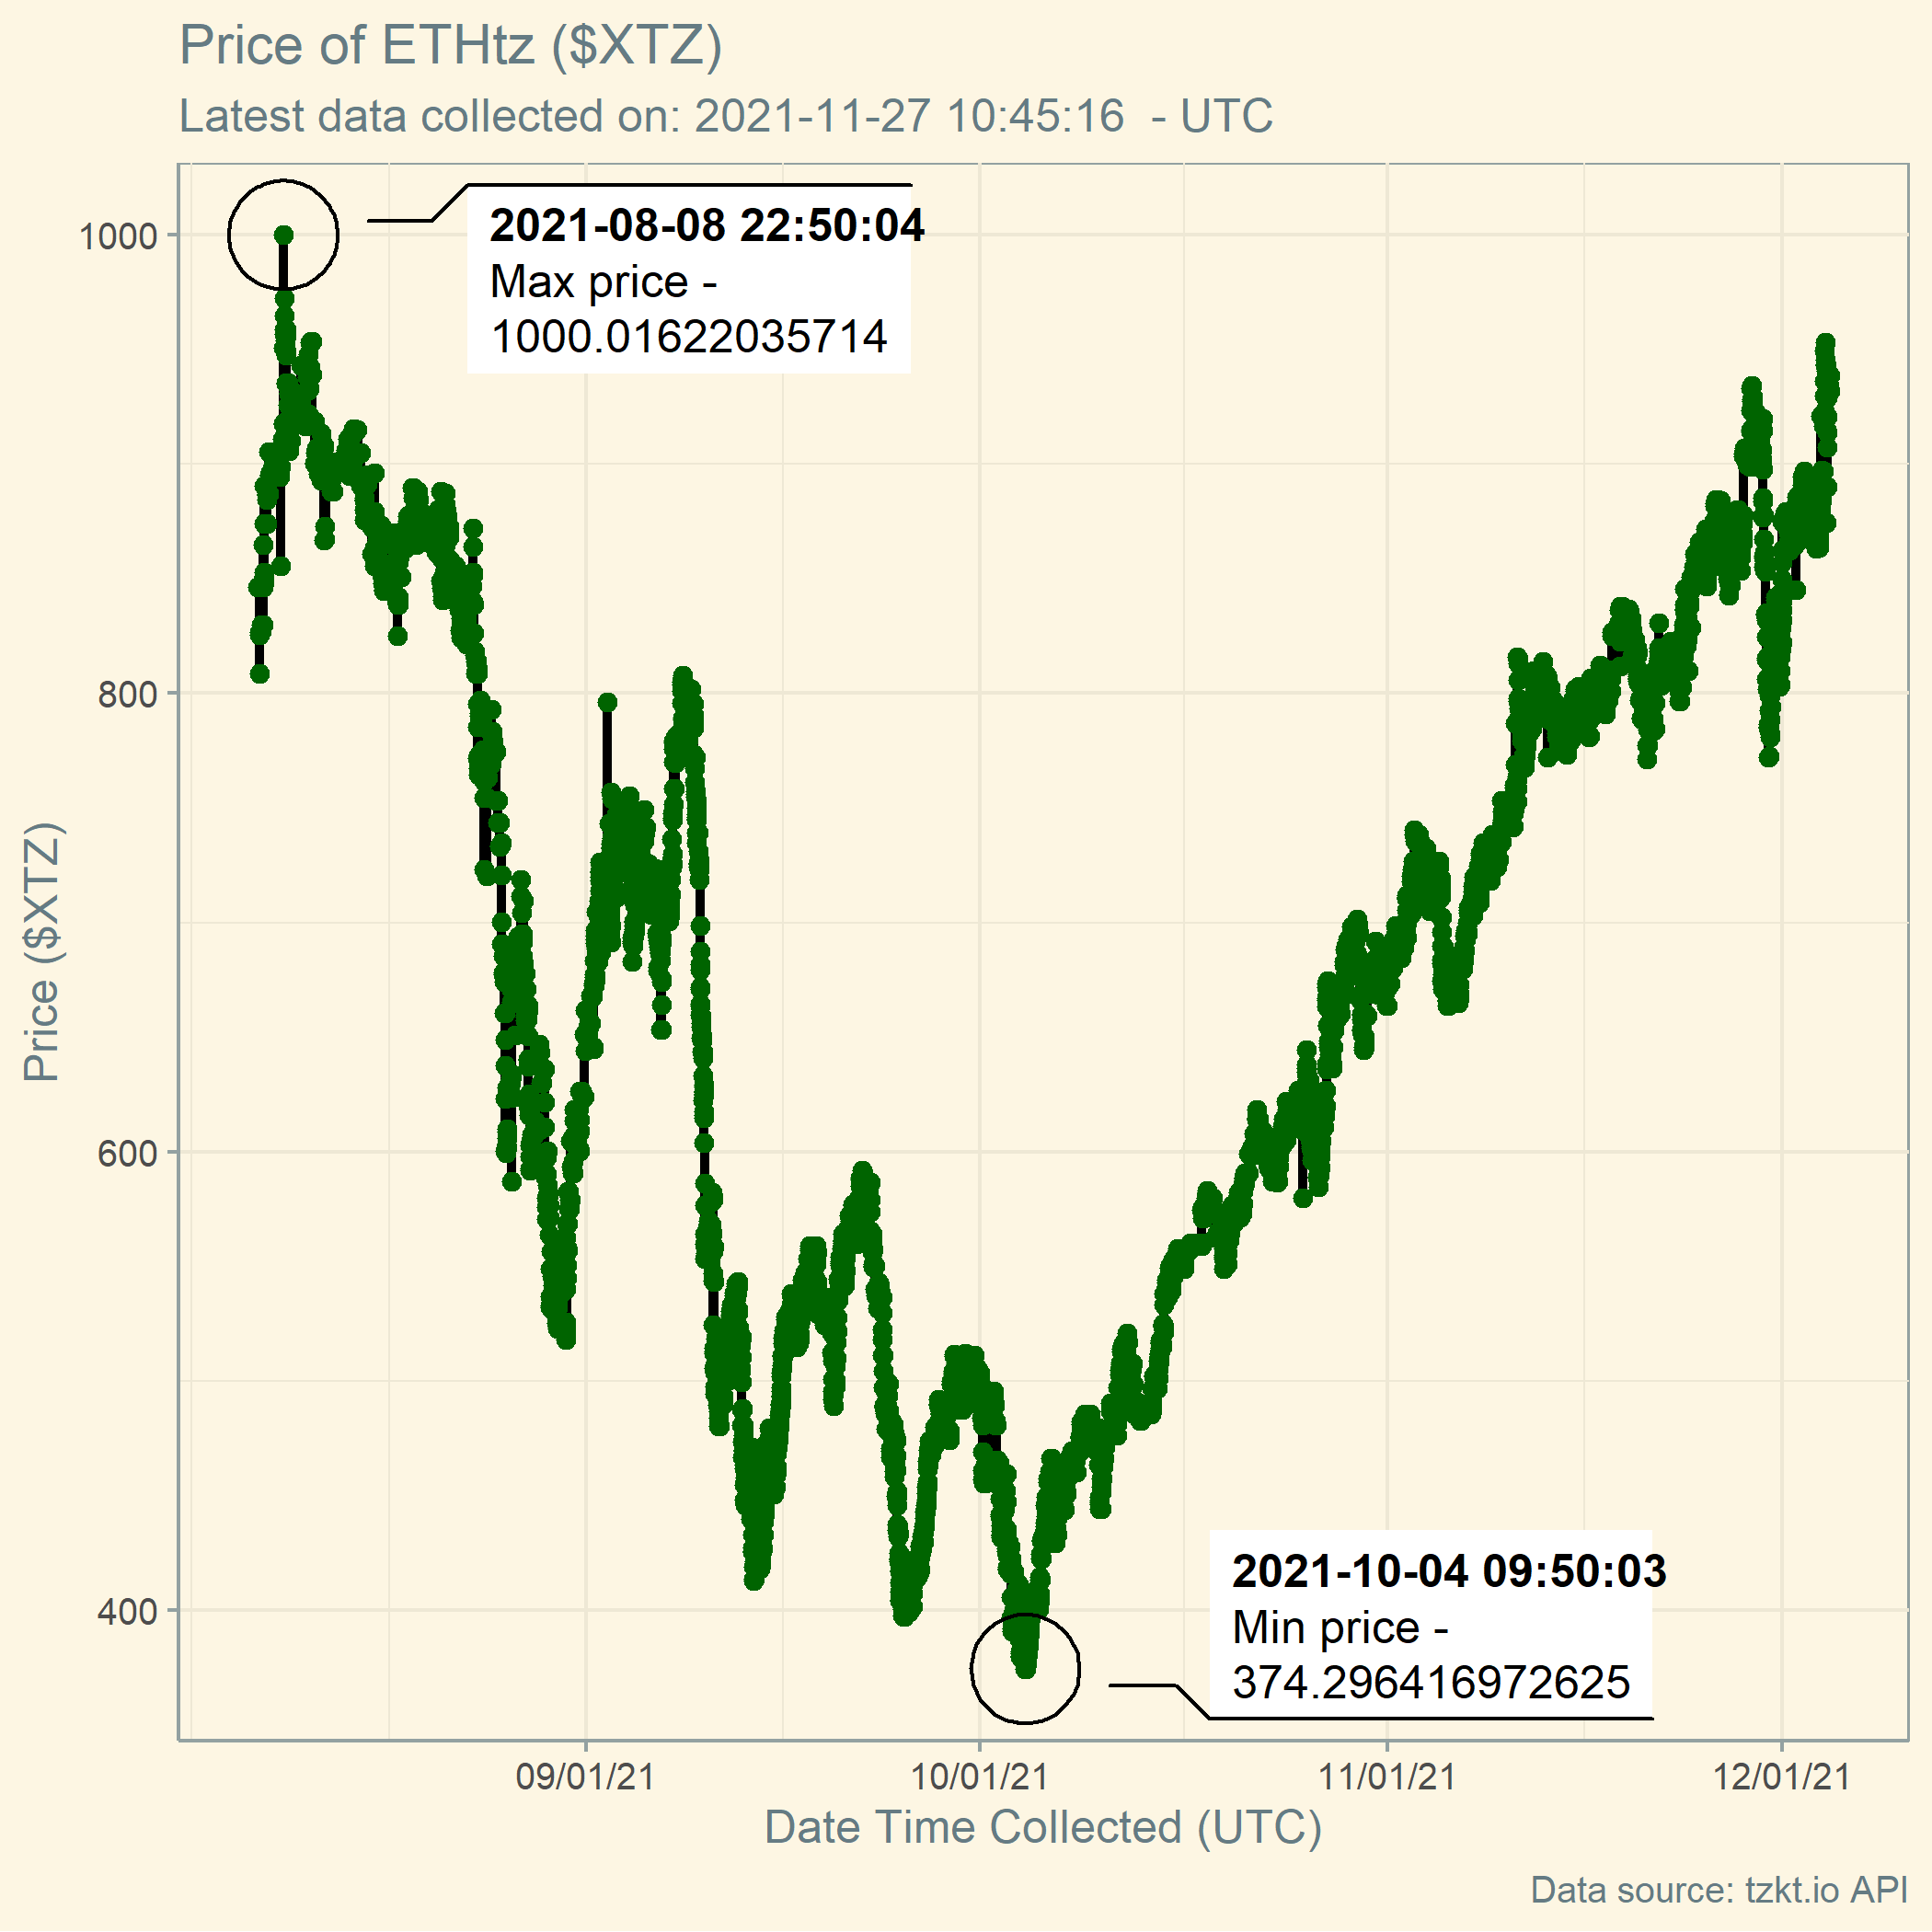 Price of ETHtz ($XTZ)
Latest data collected on: 2021-11-27 10:45:16  - UTC
2021-08-08 22:50:04
Max price -
1000.01622035714
1000
800
600
400
Price ($XTZ)
2021-10-04 09:50:03
Min price -
374.296416972625
09/01/21
10/01/21
11/01/21
12/01/21
Date Time Collected (UTC)
Data source: tzkt.io API